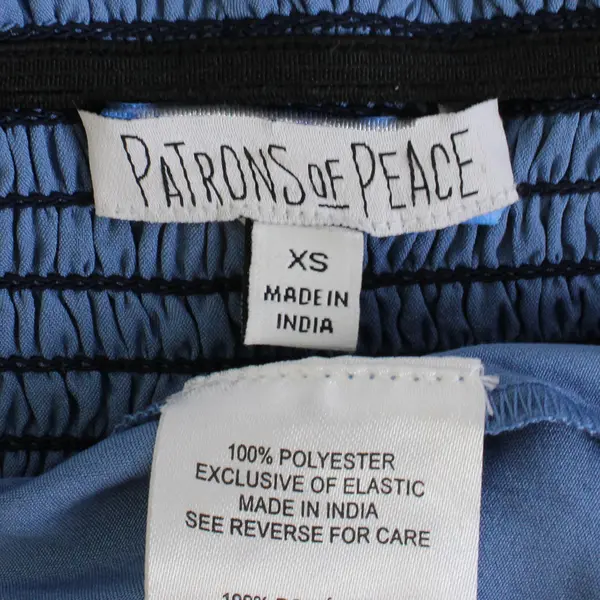 PATRONS OF PEACE
XS
MADE IN
INDIA
100% POLYESTER
EXCLUSIVE OF ELASTIC
MADE IN INDIA
SEE REVERSE FOR CARE
100%